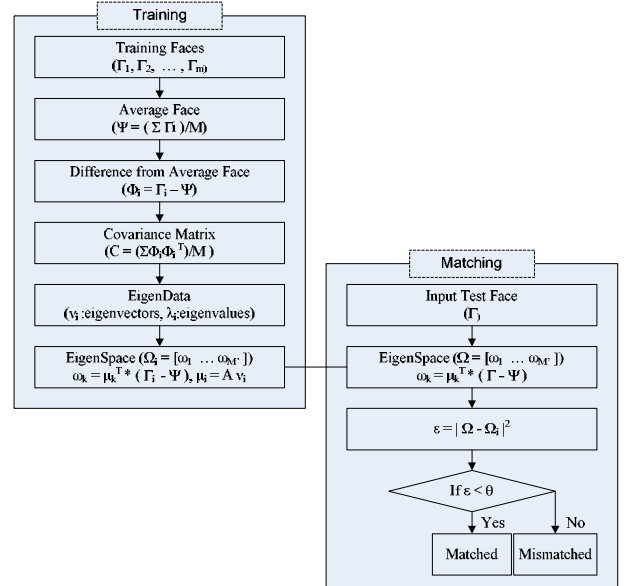 Training
Training Faces
(Γ1, Γ2, … , Γm)
Average Face
(Ψ = ( Σ Γi )/M)
Difference from Average Face
(Φi = Γi – Ψ)
Covariance Matrix
(C = (ΣΦiΦiᵀ)/M )
EigenData
(νi :eigenvectors, λi:eigenvalues)
EigenSpace (Ωi = [ω1 … ωM' ])
ωk = μkᵀ * ( Γi - Ψ), μi = A νi
Matching
Input Test Face
(Γ)
EigenSpace (Ω = [ω1 … ωM' ])
ωk = μkᵀ * ( Γ - Ψ)
ε = | Ω - Ωi |²
If ε < θ
Yes
No
Matched
Mismatched